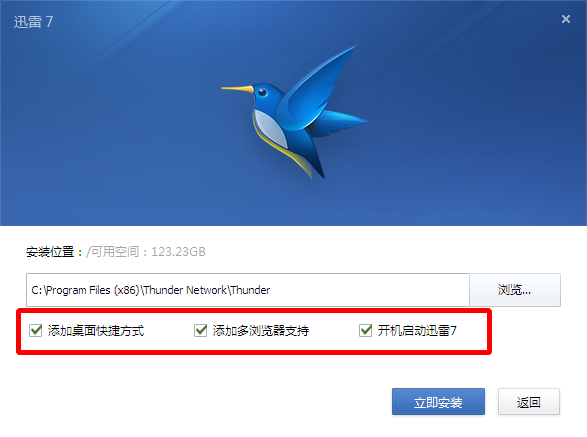 迅雷 7
安装位置：/可用空间：123.23GB
C:\Program Files (x86)\Thunder Network\Thunder 浏览...
添加桌面快捷方式 添加多浏览器支持 开机启动迅雷7
立即安装 返回